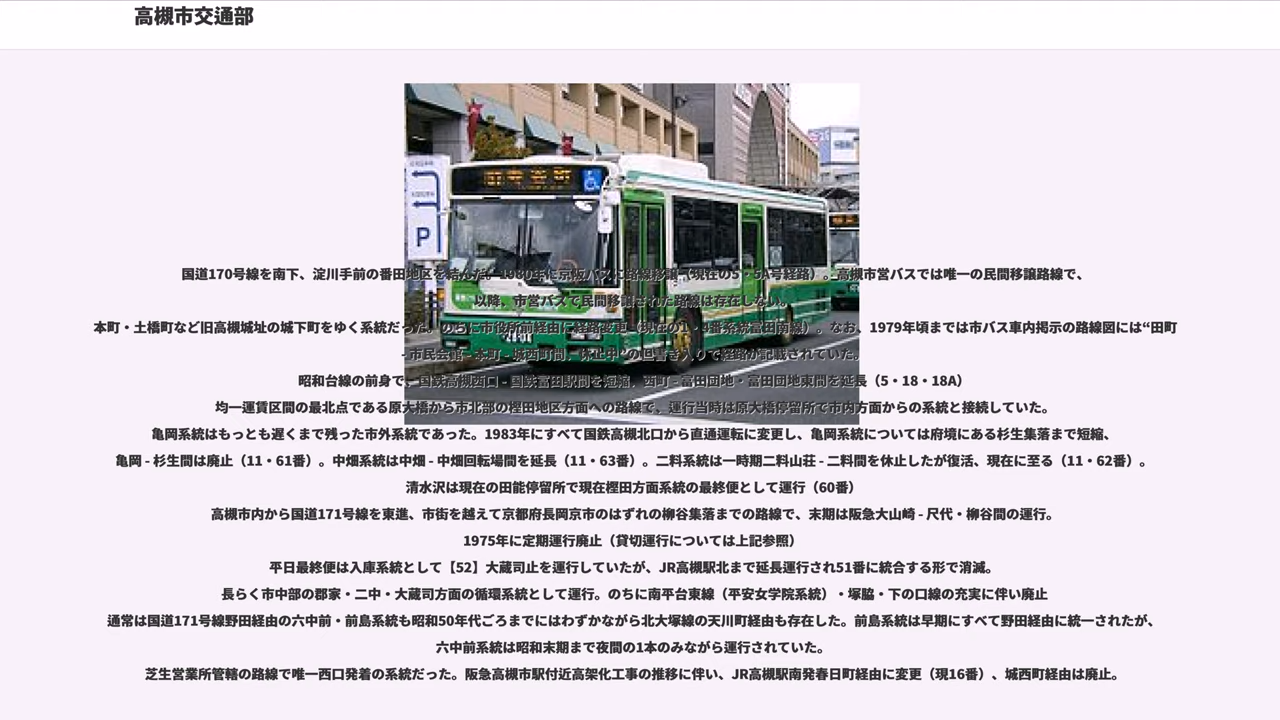 高槻市交通部
P
国道170号線を南下、淀川手前の番田地区を結んだ。1980年に京阪バスに路線移譲（現在の5・5A号経路）。高槻市営バスでは唯一の民間移譲路線で、
以降、市営バスで民間移譲された路線は存在しない。
本町・土橋町など旧高槻城址の城下町をゆく系統だった。のちに市役所前経由に経路変更（現在の1・4番系統富田南線）。なお、1979年頃までは市バス車内掲示の路線図には“田町
- 市民会館 - 本町 - 城西町間、休止中”の但書き入りで経路が記載されていた。
昭和台線の前身で、国鉄高槻西口 - 国鉄富田駅間を短縮、西町 - 富田団地・富田団地東間を延長（5・18・18A）
均一運賃区間の最北点である原大橋から市北部の樫田地区方面への路線で、運行当時は原大橋停留所で市内方面からの系統と接続していた。
亀岡系統はもっとも遅くまで残った市外系統であった。1983年にすべて国鉄高槻北口から直通運転に変更し、亀岡系統については府境にある杉生集落まで短縮、
亀岡 - 杉生間は廃止（11・61番）。中畑系統は中畑 - 中畑回転場間を延長（11・63番）。二料系統は一時期二料山荘 - 二料間を休止したが復活、現在に至る（11・62番）。
清水沢は現在の田能停留所で現在樫田方面系統の最終便として運行（60番）
高槻市内から国道171号線を東進、市街を越えて京都府長岡京市のはずれの柳谷集落までの路線で、末期は阪急大山崎 - 尺代・柳谷間の運行。
1975年に定期運行廃止（貸切運行については上記参照）
平日最終便は入庫系統として【52】大蔵司止を運行していたが、JR高槻駅北まで延長運行され51番に統合する形で消滅。
長らく市中部の郡家・二中・大蔵司方面の循環系統として運行。のちに南平台東線（平安女学院系統）・塚脇・下の口線の充実に伴い廃止
通常は国道171号線野田経由の六中前・前島系統も昭和50年代ごろまでにはわずかながら北大塚線の天川町経由も存在した。前島系統は早期にすべて野田経由に統一されたが、
六中前系統は昭和末期まで夜間の1本のみながら運行されていた。
芝生営業所管轄の路線で唯一西口発着の系統だった。阪急高槻市駅付近高架化工事の推移に伴い、JR高槻駅南発春日町経由に変更（現16番）、城西町経由は廃止。